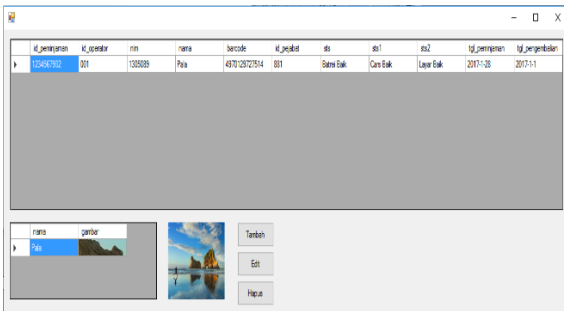 id_peminjaman id_operator nim nama barcode id_pejabat sts sts1 sts2 tgl_peminjaman tgl_pengembalian
1234567902 001 1305089 Pala 4970129727514 881 Batrei Baik Cam Baik Layar Baik 2017-1-28 2017-1-1
nama gambar
Pala
Tambah
Edit
Hapus